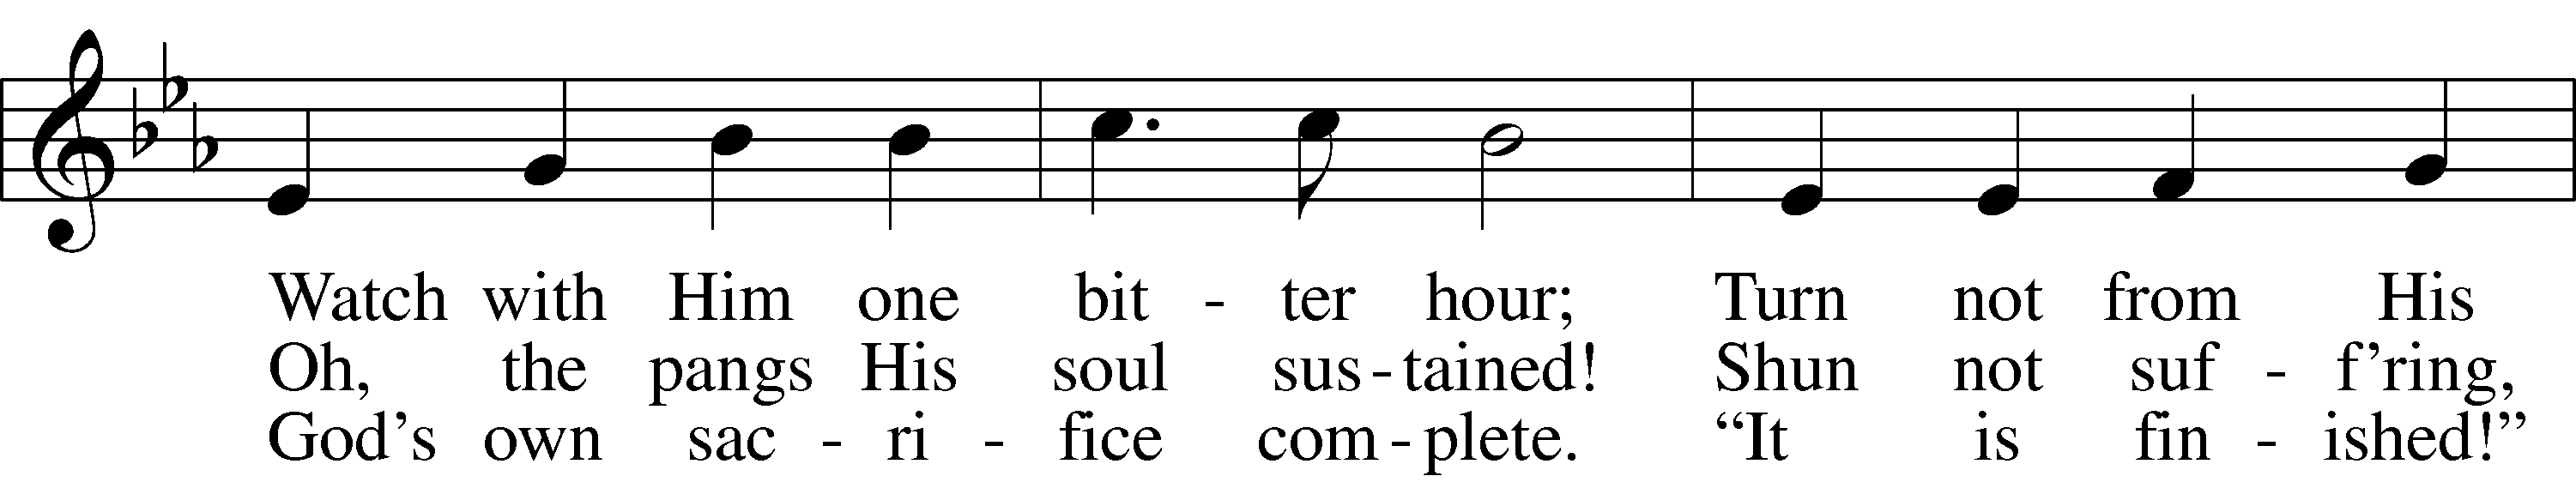 Watch with Him one bit - ter hour; Turn not from His
Oh, the pangs His soul sus - tained! Shun not suf - f’ring,
God’s own sac - ri - fice com - plete. “It is fin - ished!”